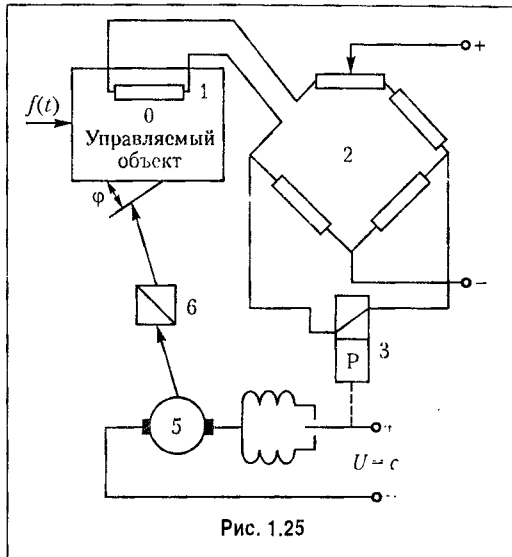 +
1
0
f(t)
Управляемый
объект
2
φ
−
6
3
P
5
+
U = c
−
Рис. 1.25